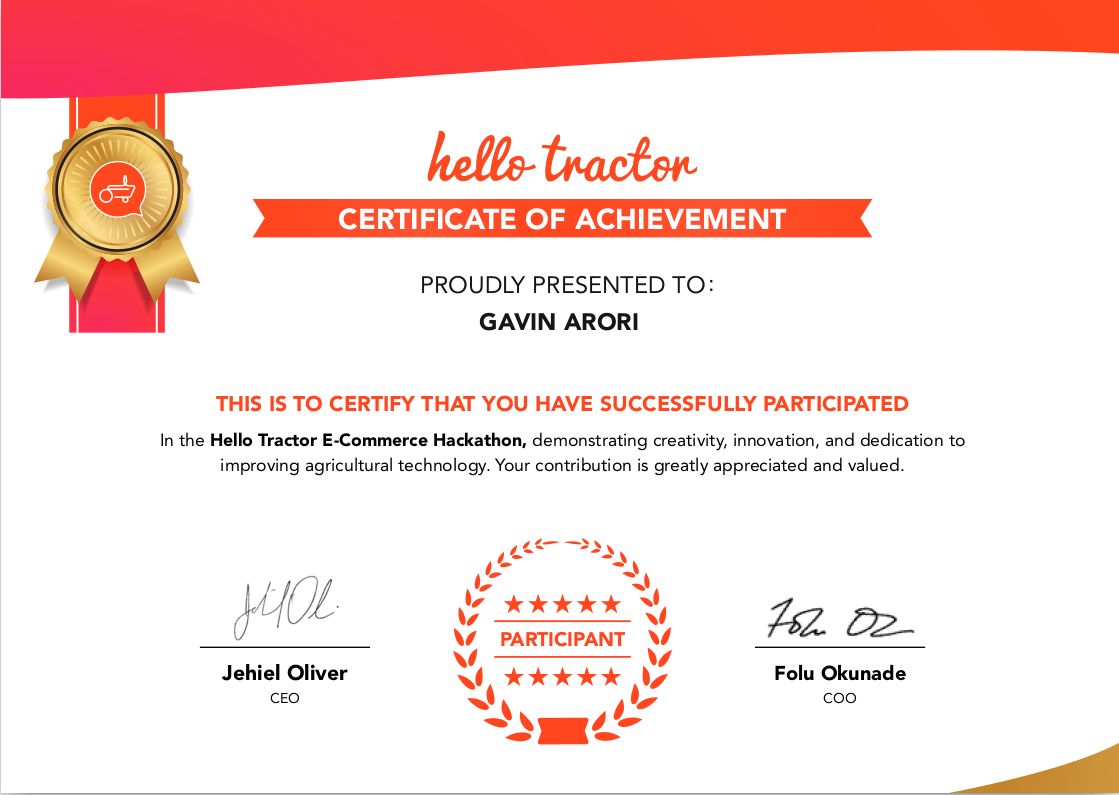 hello tractor
CERTIFICATE OF ACHIEVEMENT
PROUDLY PRESENTED TO:
GAVIN ARORI
THIS IS TO CERTIFY THAT YOU HAVE SUCCESSFULLY PARTICIPATED
In the Hello Tractor E-Commerce Hackathon, demonstrating creativity, innovation, and dedication to
improving agricultural technology. Your contribution is greatly appreciated and valued.
PARTICIPANT
Jehiel Oliver
CEO
Folu Okunade
COO